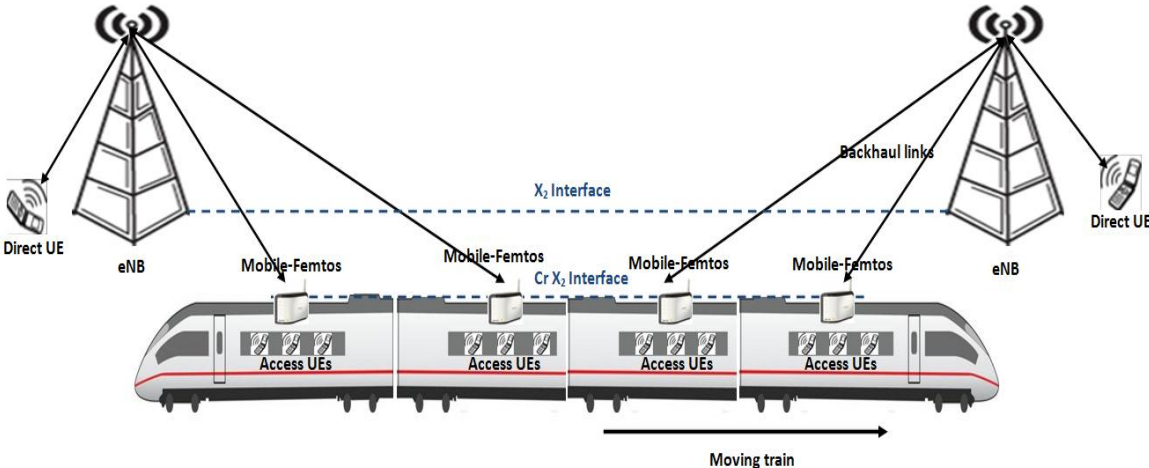 Backhaul links
X₂ Interface
Direct UE
Direct UE
eNB
eNB
Mobile-Femtos
Mobile-Femtos
Mobile-Femtos
Mobile-Femtos
Cr X₂ Interface
Access UEs
Access UEs
Access UEs
Access UEs
Moving train